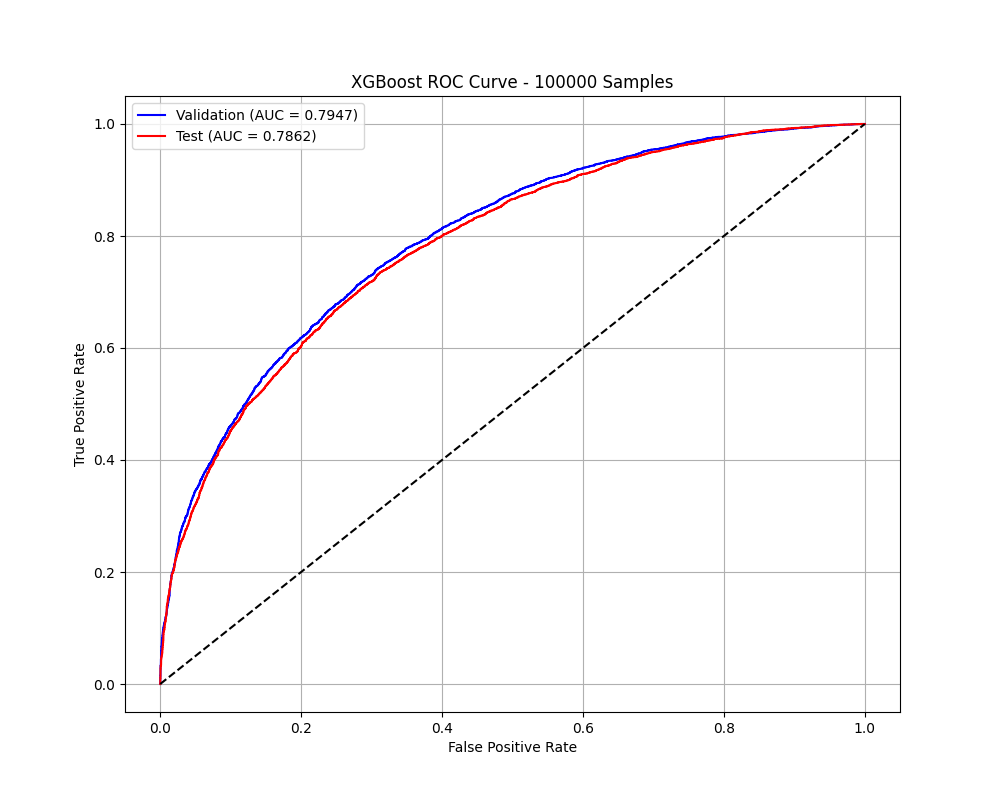 XGBoost ROC Curve - 100000 Samples
Validation (AUC = 0.7947)
Test (AUC = 0.7862)
True Positive Rate
1.0
0.8
0.6
0.4
0.2
0.0
0.0 0.2 0.4 0.6 0.8 1.0
False Positive Rate